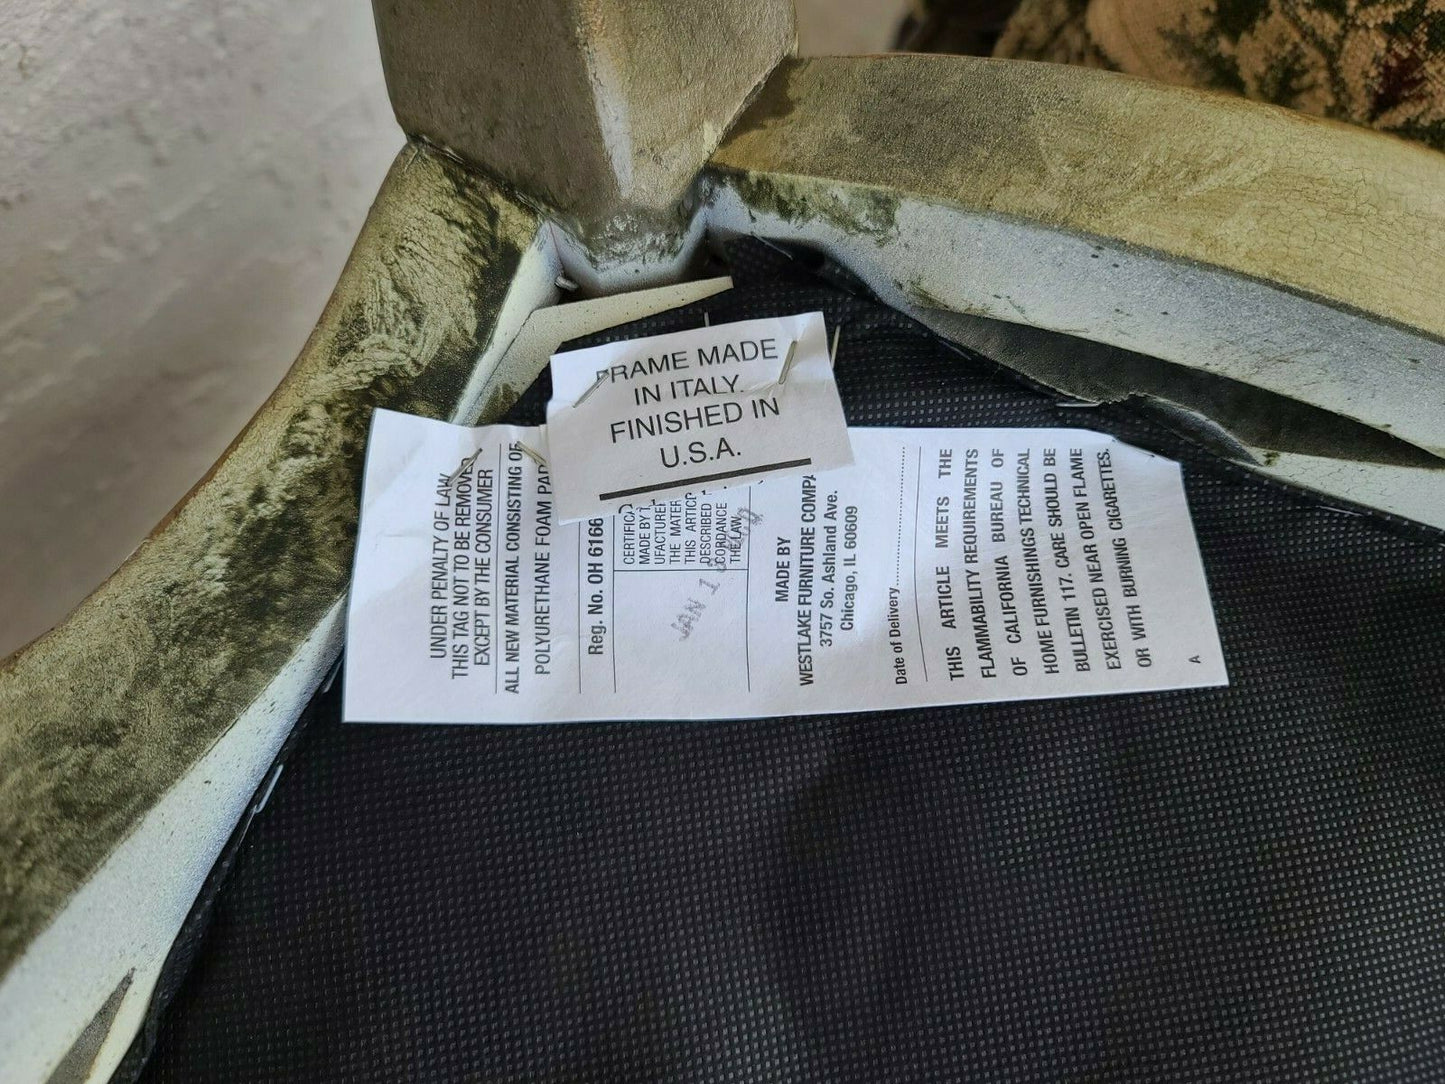 FRAME MADE
IN ITALY.
FINISHED IN
U.S.A.
UNDER PENALTY OF LAW
THIS TAG NOT TO BE REMOVED
EXCEPT BY THE CONSUMER
ALL NEW MATERIAL CONSISTING OF
POLYURETHANE FOAM PAD
Reg. No. OH 6166
CERTIFIC
MADE BY T
UFACTURER
THE MATER
THIS ARTIC
DESCRIBED
CORDANCE
THE LAW.
JAN 1
MADE BY
WESTLAKE FURNITURE COMPA
3757 So. Ashland Ave.
Chicago, IL 60609
Date of Delivery
THIS ARTICLE MEETS THE
FLAMMABILITY REQUIREMENTS
OF CALIFORNIA BUREAU OF
HOME FURNISHINGS TECHNICAL
BULLETIN 117. CARE SHOULD BE
EXERCISED NEAR OPEN FLAME
OR WITH BURNING CIGARETTES.
A